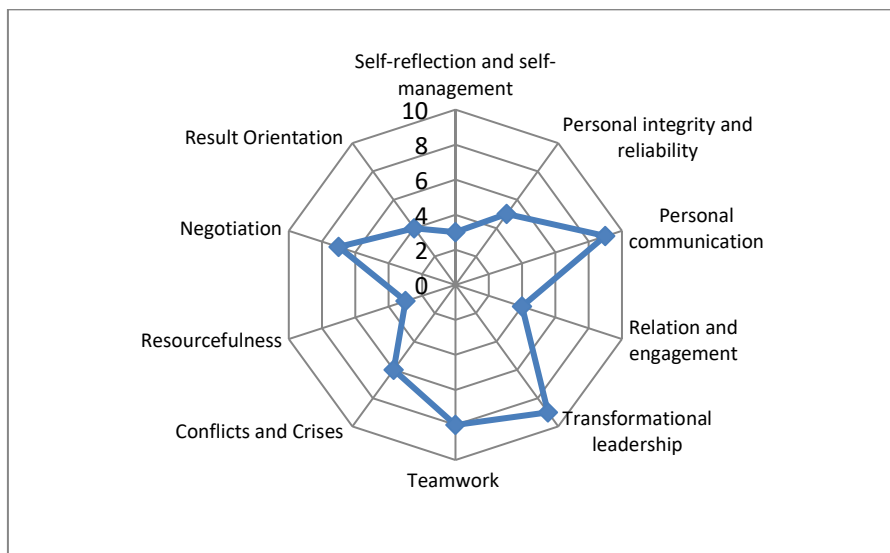 Self-reflection and self-
management
Personal integrity and
reliability
Personal
communication
Relation and
engagement
Transformational
leadership
Teamwork
Conflicts and Crises
Resourcefulness
Negotiation
Result Orientation
10
8
6
4
2
0